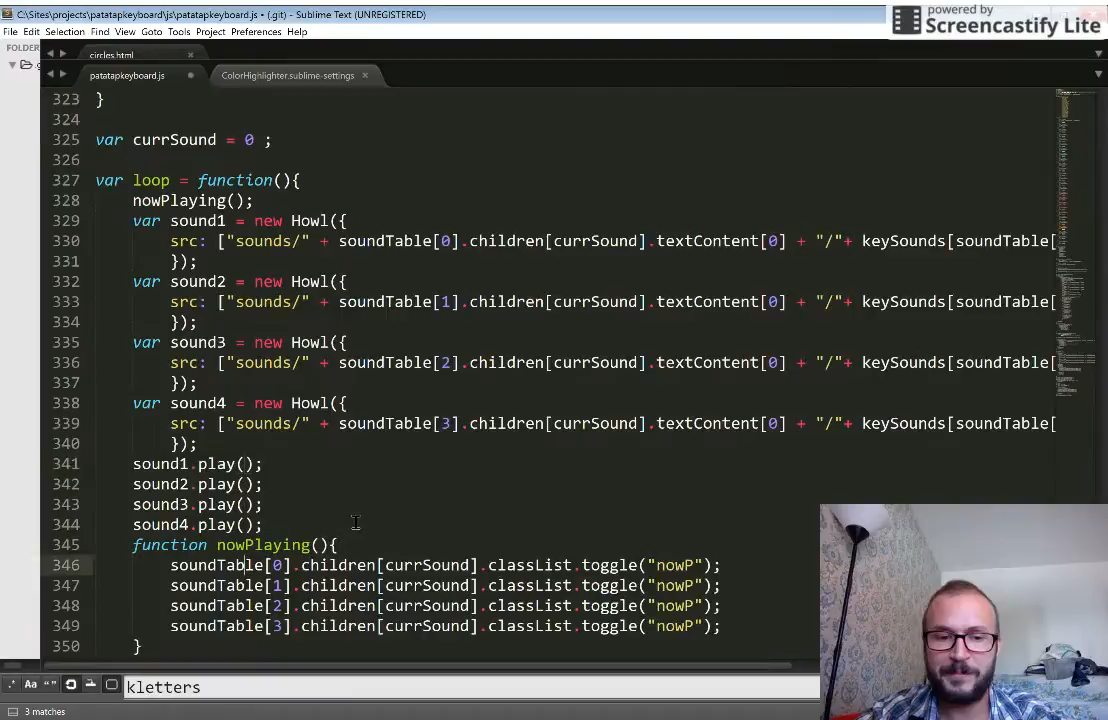 C:\Sites\projects\patatapkeyboard\js\patatapkeyboard.js • (.git) - Sublime Text (UNREGISTERED)
powered by
Screencastify Lite
File Edit Selection Find View Goto Tools Project Preferences Help
FOLDER
circles.html
patatapkeyboard.js ColorHighlighter.sublime-settings
323 }
324
325 var currSound = 0 ;
326
327 var loop = function(){
328 nowPlaying();
329 var sound1 = new Howl({
330 src: ["sounds/" + soundTable[0].children[currSound].textContent[0] + "/"+ keySounds[soundTable[
331 });
332 var sound2 = new Howl({
333 src: ["sounds/" + soundTable[1].children[currSound].textContent[0] + "/"+ keySounds[soundTable[
334 });
335 var sound3 = new Howl({
336 src: ["sounds/" + soundTable[2].children[currSound].textContent[0] + "/"+ keySounds[soundTable[
337 });
338 var sound4 = new Howl({
339 src: ["sounds/" + soundTable[3].children[currSound].textContent[0] + "/"+ keySounds[soundTable[
340 });
341 sound1.play();
342 sound2.play();
343 sound3.play();
344 sound4.play();
345 function nowPlaying(){
346 soundTable[0].children[currSound].classList.toggle("nowP");
347 soundTable[1].children[currSound].classList.toggle("nowP");
348 soundTable[2].children[currSound].classList.toggle("nowP");
349 soundTable[3].children[currSound].classList.toggle("nowP");
350 }
.* Aa “” kletters
3 matches